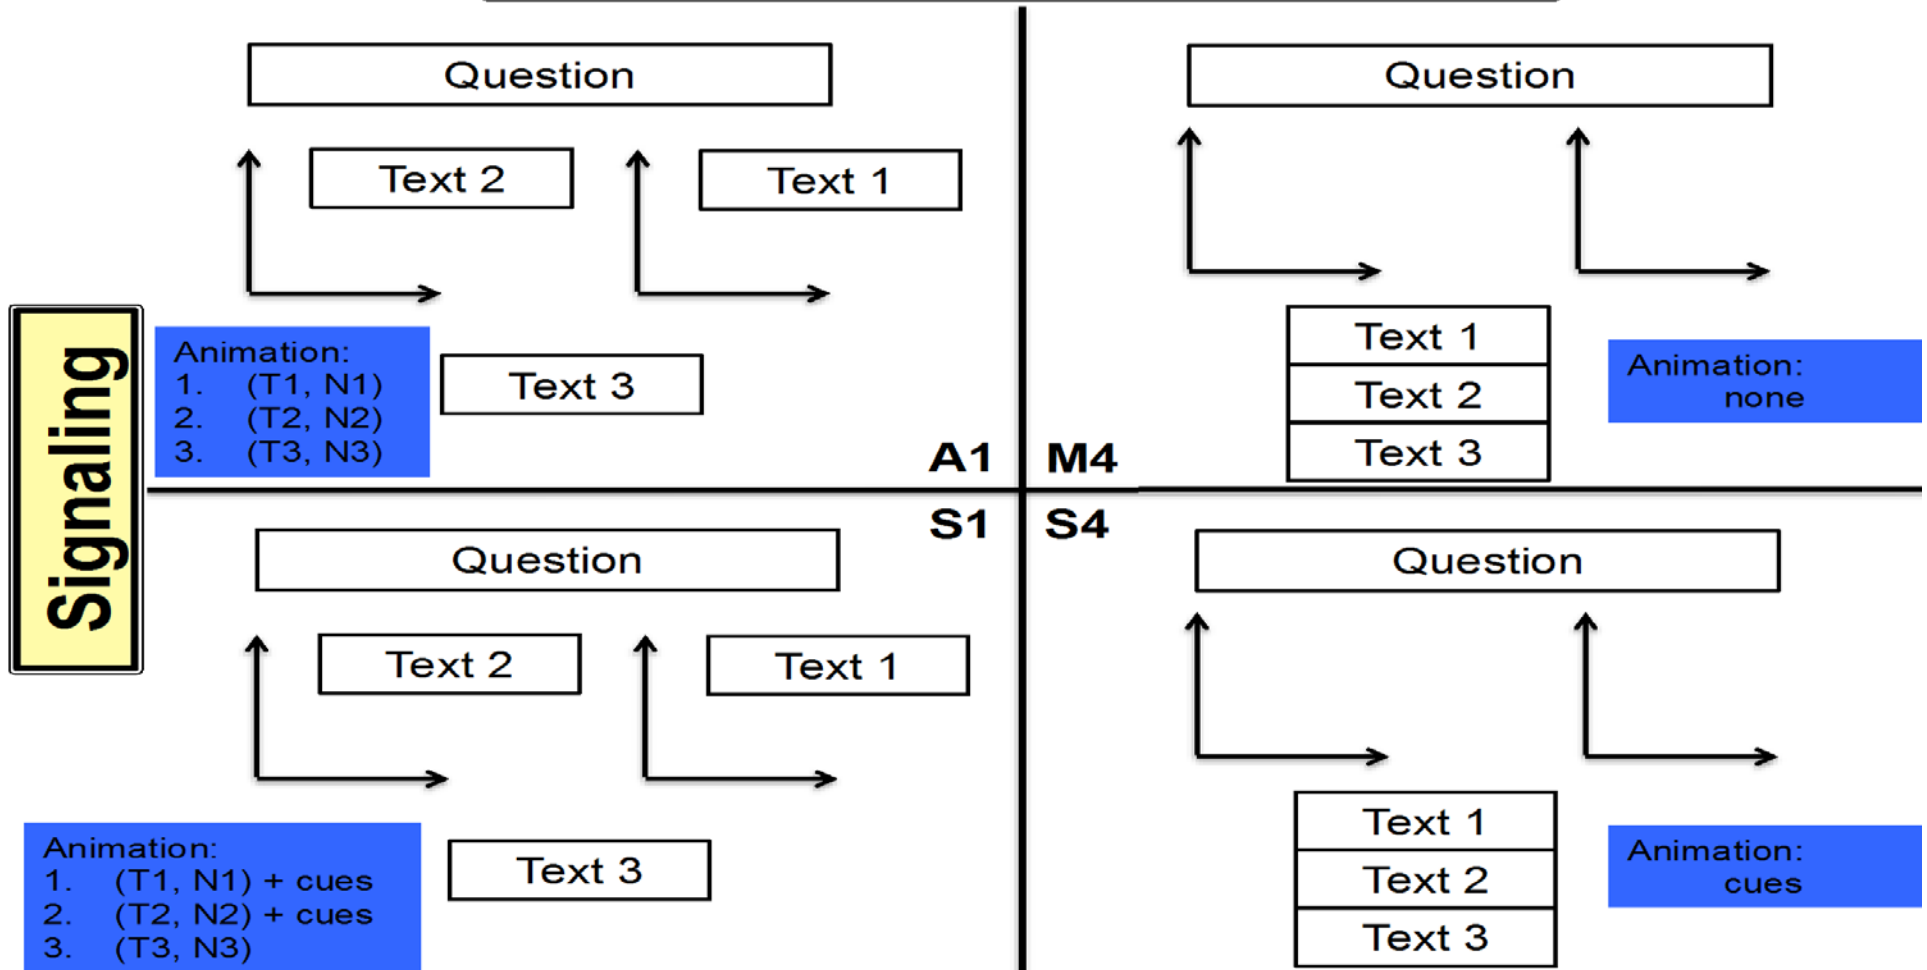 Signaling
Question
Text 2
Text 1
Animation:
1. (T1, N1)
2. (T2, N2)
3. (T3, N3)
Text 3
A1
Question
Text 1
Text 2
Text 3
Animation:
none
M4
S1
Question
Text 2
Text 1
Animation:
1. (T1, N1) + cues
2. (T2, N2) + cues
3. (T3, N3)
Text 3
S4
Question
Text 1
Text 2
Text 3
Animation:
cues